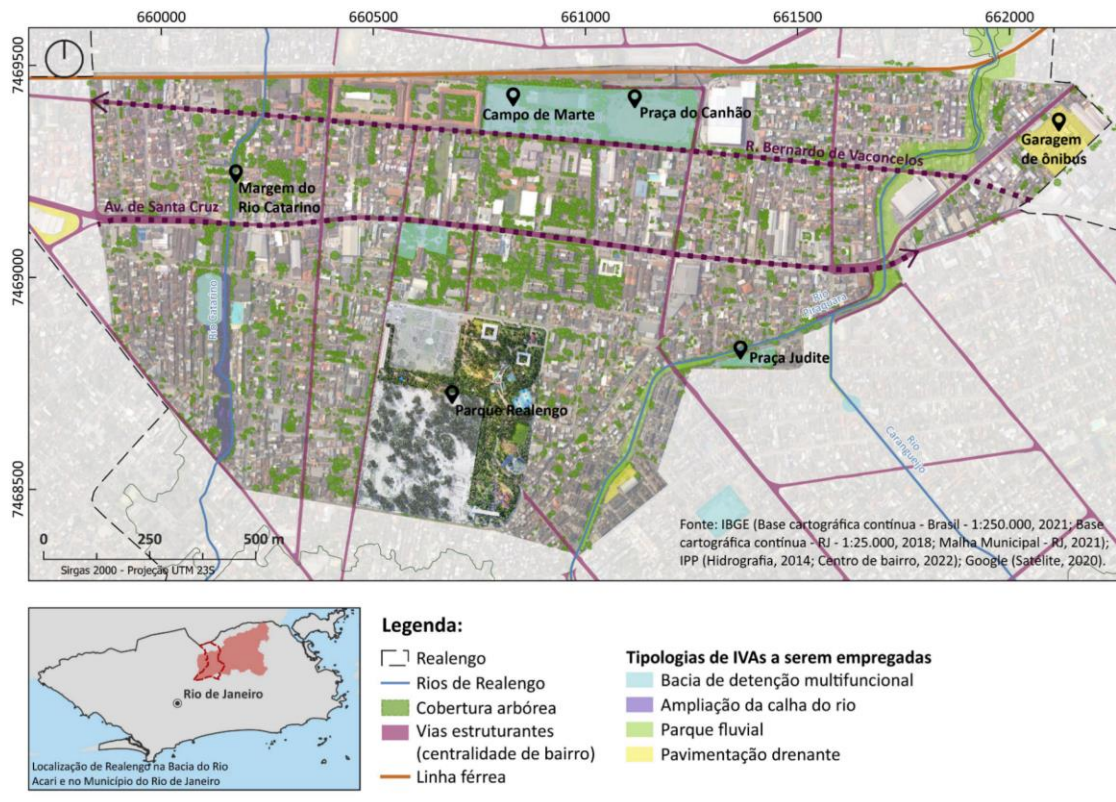 660000 660500 661000 661500 662000
7469500
7469000
7468500
Campo de Marte
Praça do Canhão
R. Bernardo de Vaconcelos
Garagem
de ônibus
Margem do
Rio Catarino
Av. de Santa Cruz
Rio Catarino
Rio
Piraquara
Praça Judite
Parque Realengo
Rio
Carangueijo
0 250 500 m
Sirgas 2000 - Projeção UTM 23S
Fonte: IBGE (Base cartográfica contínua - Brasil - 1:250.000, 2021; Base
cartográfica contínua - RJ - 1:25.000, 2018; Malha Municipal - RJ, 2021);
IPP (Hidrografia, 2014; Centro de bairro, 2022); Google (Satélite, 2020).
Rio de Janeiro
Localização de Realengo na Bacia do Rio
Acari e no Município do Rio de Janeiro
Legenda:
Realengo
Rios de Realengo
Cobertura arbórea
Vias estruturantes
(centralidade de bairro)
Linha férrea
Tipologias de IVAs a serem empregadas
Bacia de detenção multifuncional
Ampliação da calha do rio
Parque fluvial
Pavimentação drenante